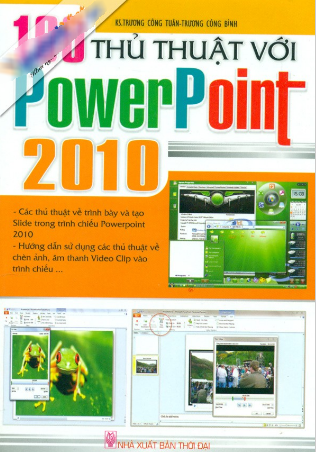 KS.TRƯƠNG CÔNG TUÂN-TRƯƠNG CÔNG BÌNH
THỦ THUẬT VỚI
PowerPoint
2010
- Các thủ thuật về trình bày và tạo
Slide trong trình chiếu Powerpoint
2010
- Hướng dẫn sử dụng các thủ thuật về
chèn ảnh, âm thanh Video Clip vào
trình chiếu ...
NHÀ XUẤT BẢN THỜI ĐẠI